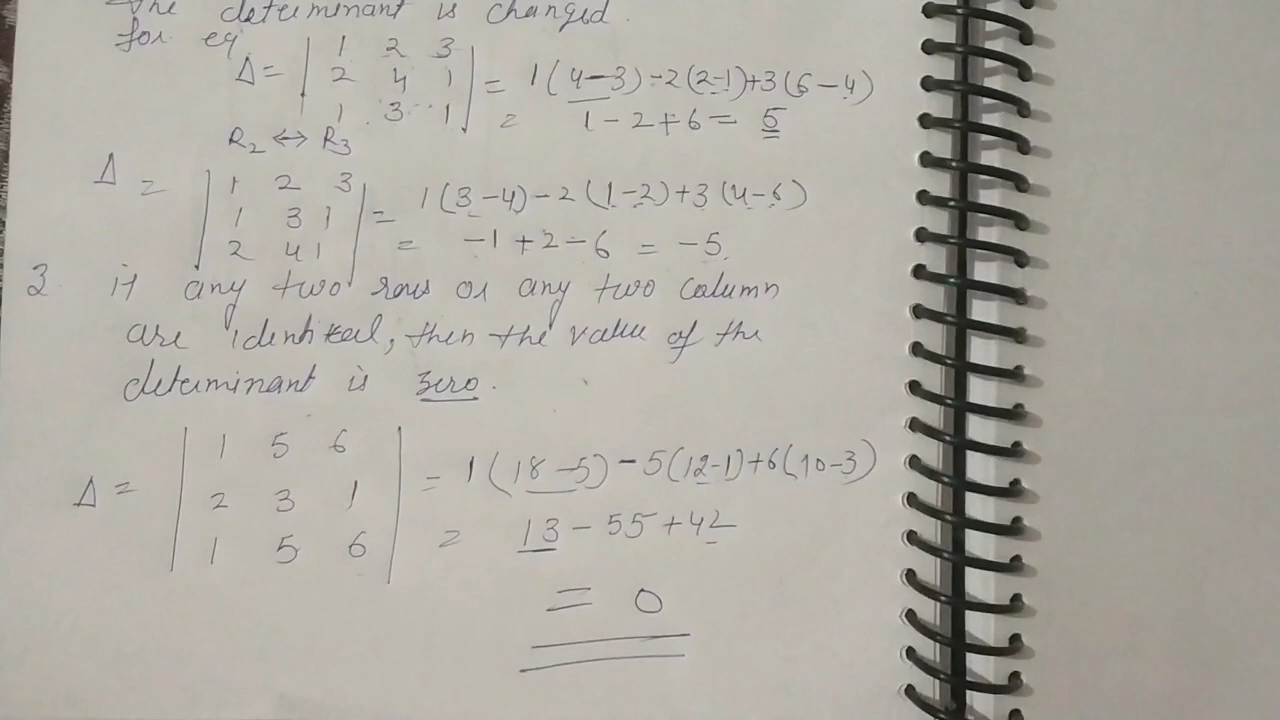 The determinant is changed.
for eg
Δ = | 1 2 3 |
| 2 4 1 | = 1(4-3)-2(2-1)+3(6-4)
| 1 3 1 | = 1-2+6 = 5
R2 ↔ R3
Δ = | 1 2 3 |
| 1 3 1 | = 1(3-4)-2(1-2)+3(4-6)
| 2 4 1 | = -1+2-6 = -5.
3. if any two rows or any two column
are identical, then the value of the
determinant is zero.
| 1 5 6 |
Δ = | 2 3 1 | = 1(18-5)-5(12-1)+6(10-3)
| 1 5 6 | = 13-55+42
= 0